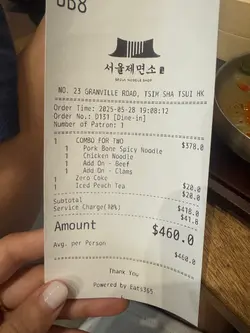 서울제면소
SEOUL NOODLE SHOP
NO. 23 GRANVILLE ROAD, TSIM SHA TSUI HK
Order Time: 2025-05-28 19:08:12
Order No.: D131 [Dine-in]
Number of Patron: 1
1 COMBO FOR TWO $378.0
1 Pork Bone Spicy Noodle
1 Chicken Noodle
1 Add On - Beef
1 Add On - Clams
1 Zero Coke $20.0
1 Iced Peach Tea $20.0
Subtotal $418.0
Service Charge(10%): $41.8
Amount $460.0
Avg. per Person $460.0
Thank You
Powered by Eats365